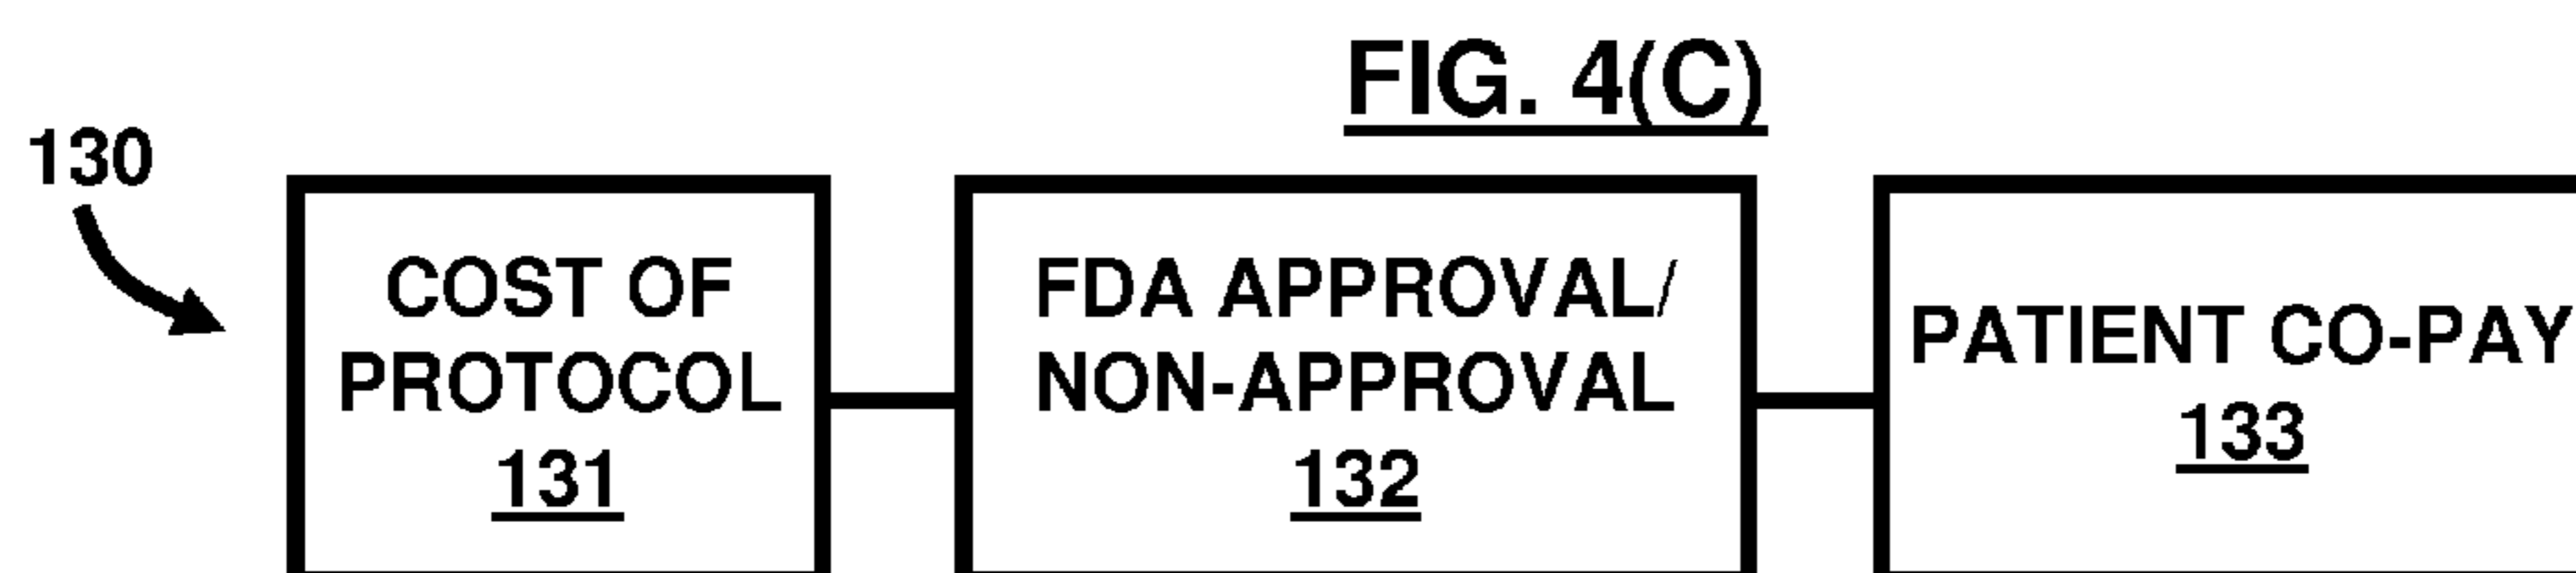 FIG. 4(C)
130
COST OF
PROTOCOL
131
FDA APPROVAL/
NON-APPROVAL
132
PATIENT CO-PAY
133